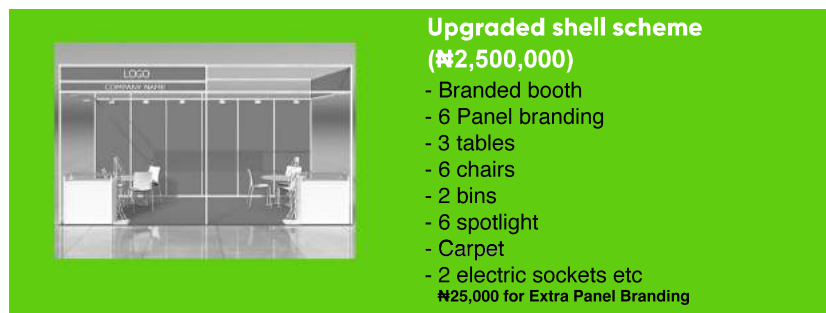 Upgraded shell scheme
(₦2,500,000)
- Branded booth
- 6 Panel branding
- 3 tables
- 6 chairs
- 2 bins
- 6 spotlight
- Carpet
- 2 electric sockets etc
₦25,000 for Extra Panel Branding
LOGO
COMPANY NAME